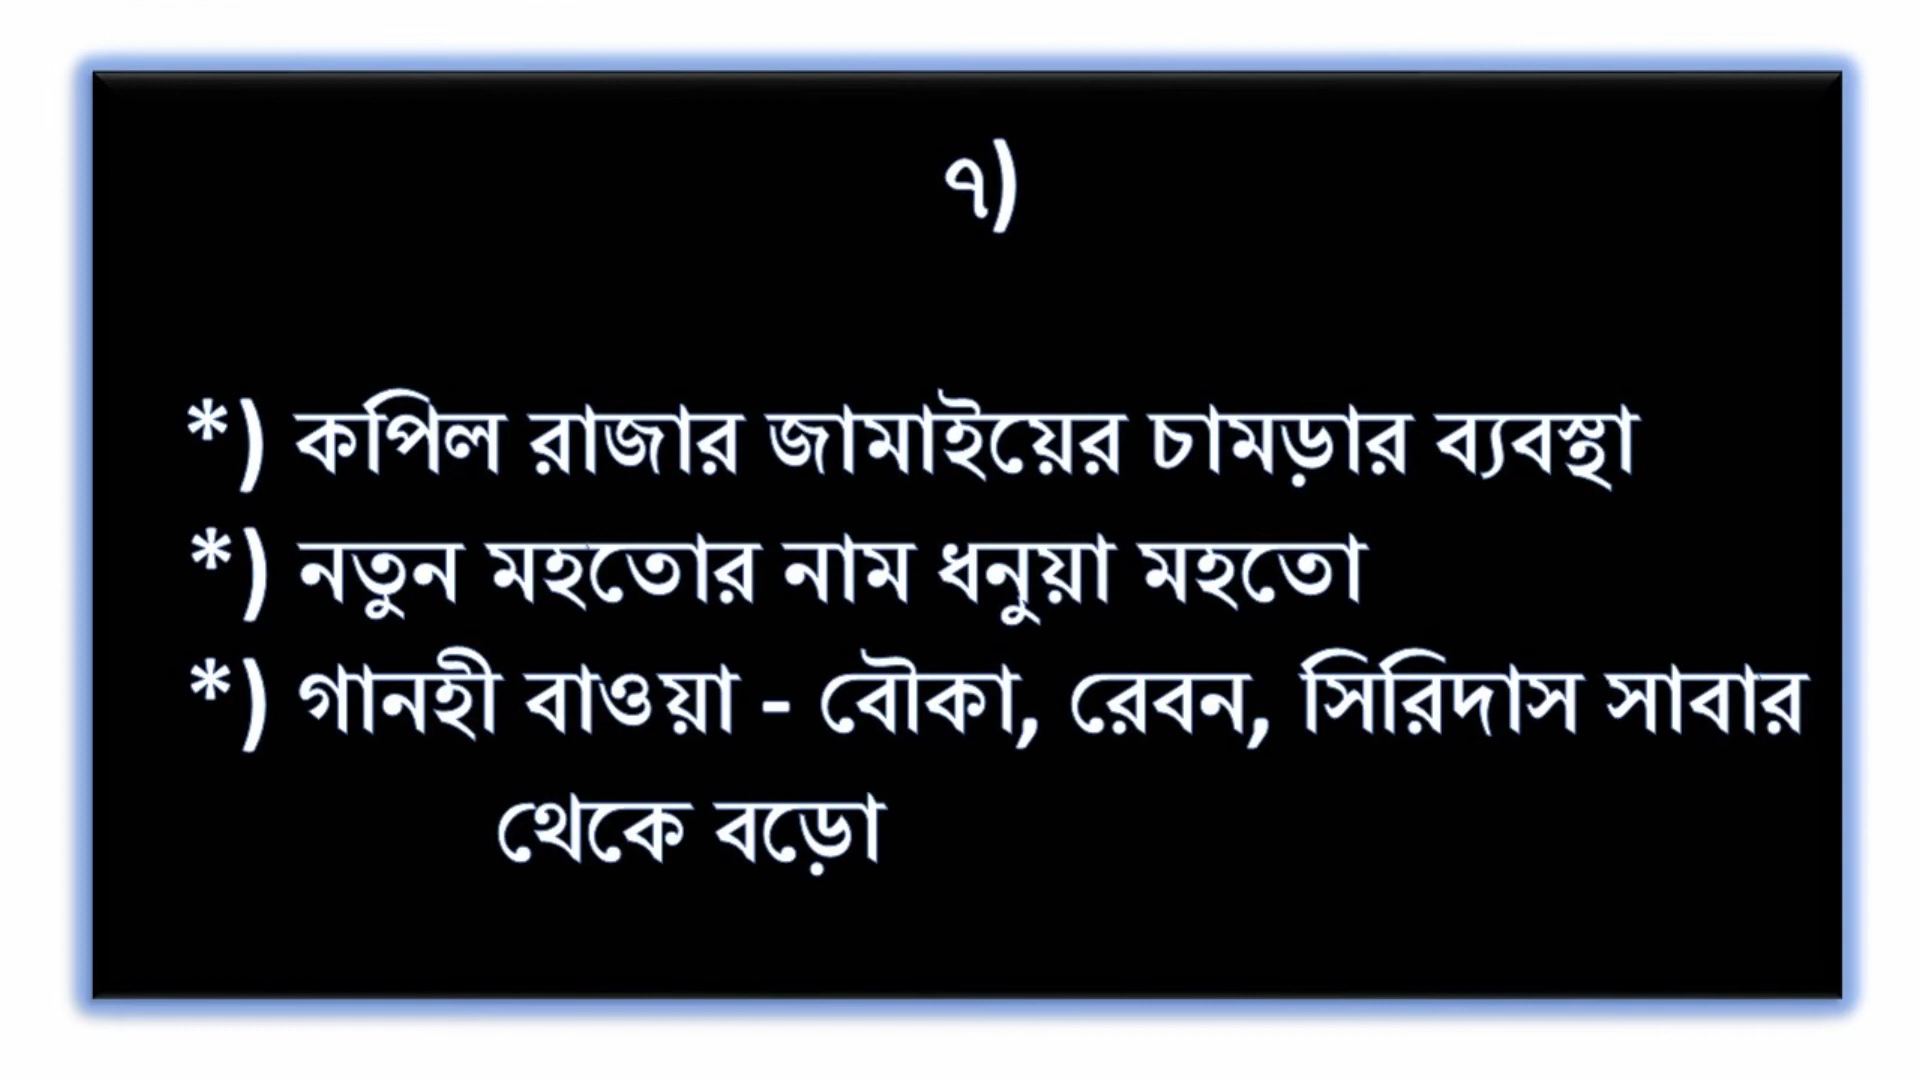 ৭)
*) কপিল রাজার জামাইয়ের চামড়ার ব্যবস্থা
*) নতুন মহতোর নাম ধনুয়া মহতো
*) গানহী বাওয়া - বৌকা, রেবন, সিরিদাস সাবার
থেকে বড়ো